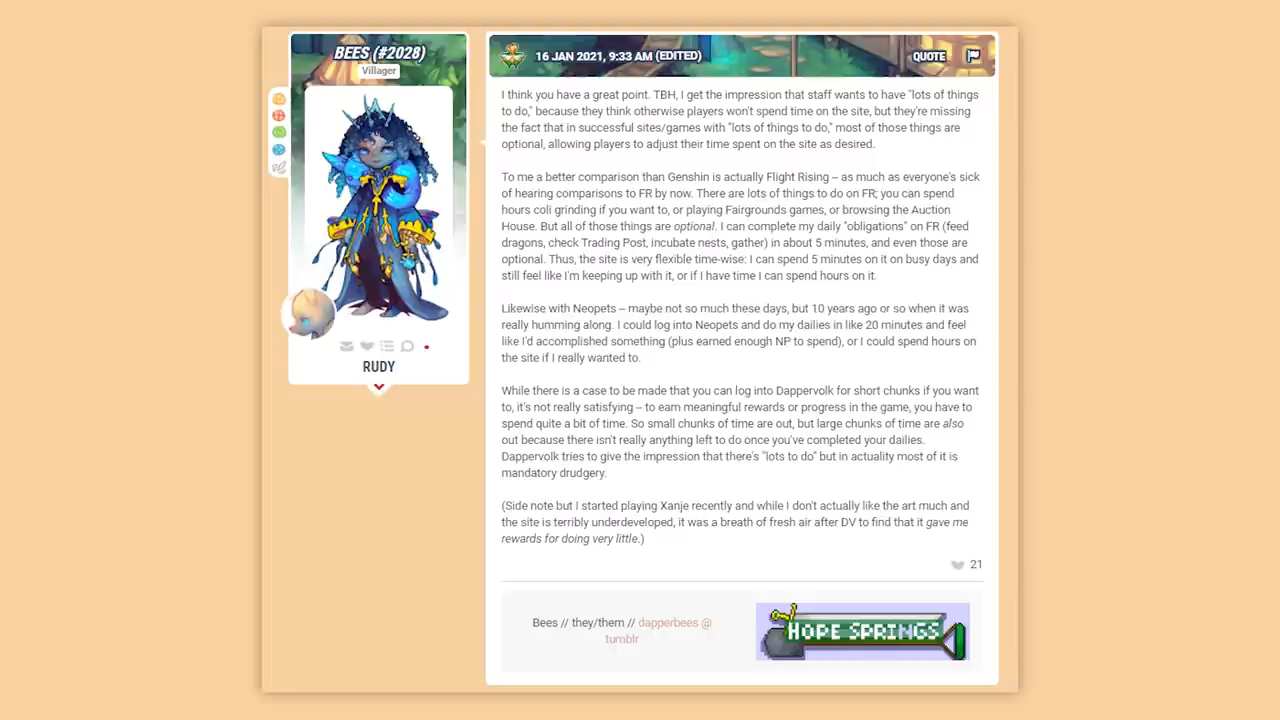 BEES (#2028)
Villager
RUDY
16 JAN 2021, 9:33 AM (EDITED)
QUOTE
I think you have a great point. TBH, I get the impression that staff wants to have "lots of things
to do," because they think otherwise players won't spend time on the site, but they're missing
the fact that in successful sites/games with "lots of things to do," most of those things are
optional, allowing players to adjust their time spent on the site as desired.
To me a better comparison than Genshin is actually Flight Rising – as much as everyone's sick
of hearing comparisons to FR by now. There are lots of things to do on FR; you can spend
hours coli grinding if you want to, or playing Fairgrounds games, or browsing the Auction
House. But all of those things are optional. I can complete my daily "obligations" on FR (feed
dragons, check Trading Post, incubate nests, gather) in about 5 minutes, and even those are
optional. Thus, the site is very flexible time-wise: I can spend 5 minutes on it on busy days and
still feel like I'm keeping up with it, or if I have time I can spend hours on it.
Likewise with Neopets – maybe not so much these days, but 10 years ago or so when it was
really humming along. I could log into Neopets and do my dailies in like 20 minutes and feel
like I'd accomplished something (plus earned enough NP to spend), or I could spend hours on
the site if I really wanted to.
While there is a case to be made that you can log into Dappervolk for short chunks if you want
to, it's not really satisfying – to earn meaningful rewards or progress in the game, you have to
spend quite a bit of time. So small chunks of time are out, but large chunks of time are also
out because there isn't really anything left to do once you've completed your dailies.
Dappervolk tries to give the impression that there's "lots to do" but in actuality most of it is
mandatory drudgery.
(Side note but I started playing Xanje recently and while I don't actually like the art much and
the site is terribly underdeveloped, it was a breath of fresh air after DV to find that it gave me
rewards for doing very little.)
21
Bees // they/them // dapperbees @
tumblr
HOPE SPRINGS